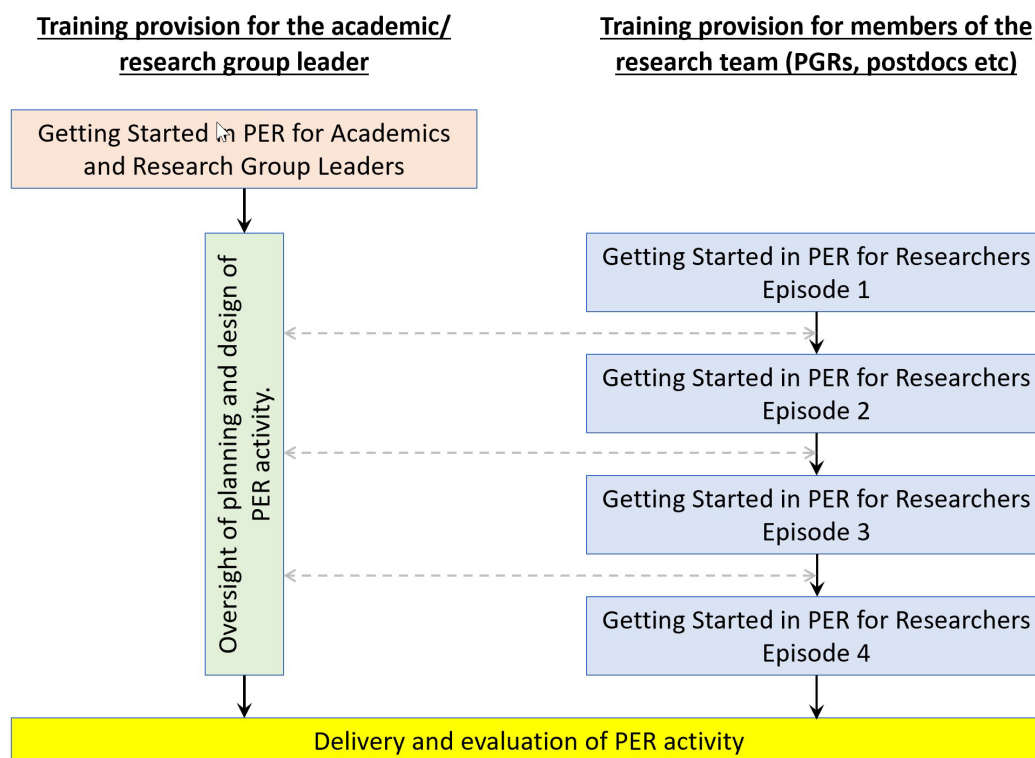 Training provision for the academic/
research group leader
Training provision for members of the
research team (PGRs, postdocs etc)
Getting Started in PER for Academics
and Research Group Leaders
Oversight of planning and design of
PER activity.
Getting Started in PER for Researchers
Episode 1
Getting Started in PER for Researchers
Episode 2
Getting Started in PER for Researchers
Episode 3
Getting Started in PER for Researchers
Episode 4
Delivery and evaluation of PER activity